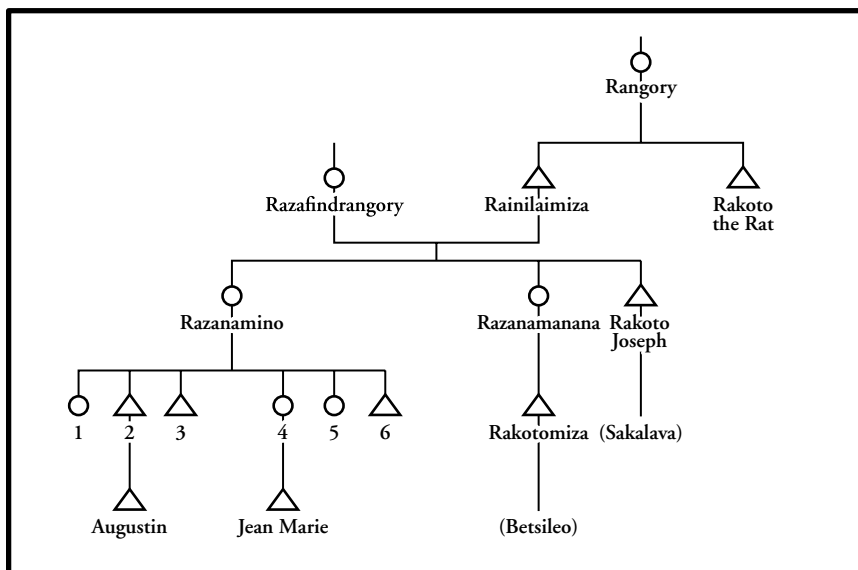 Rangory
Razafindrangory
Rainilaimiza
Rakoto
the Rat
Razanamino
Razanamanana
Rakoto
Joseph
1
2
3
4
5
6
Rakotomiza
(Sakalava)
Augustin
Jean Marie
(Betsileo)